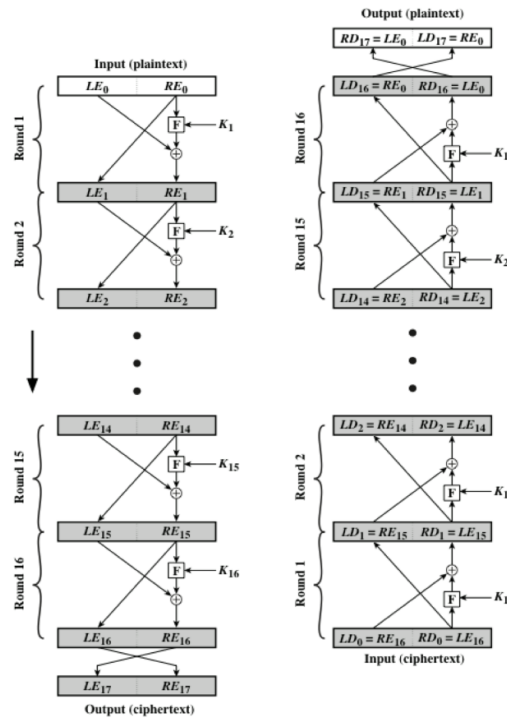 Input (plaintext)
LE₀ RE₀
Round 1
F K₁
LE₁ RE₁
Round 2
F K₂
LE₂ RE₂
LE₁₄ RE₁₄
Round 15
F K₁₅
LE₁₅ RE₁₅
Round 16
F K₁₆
LE₁₆ RE₁₆
LE₁₇ RE₁₇
Output (ciphertext)
Output (plaintext)
RD₁₇ = LE₀ LD₁₇ = RE₀
LD₁₆ = RE₀ RD₁₆ = LE₀
Round 16
F K₁
LD₁₅ = RE₁ RD₁₅ = LE₁
Round 15
F K₂
LD₁₄ = RE₂ RD₁₄ = LE₂
LD₂ = RE₁₄ RD₂ = LE₁₄
Round 2
F K₁
LD₁ = RE₁₅ RD₁ = LE₁₅
Round 1
F K₁
LD₀ = RE₁₆ RD₀ = LE₁₆
Input (ciphertext)